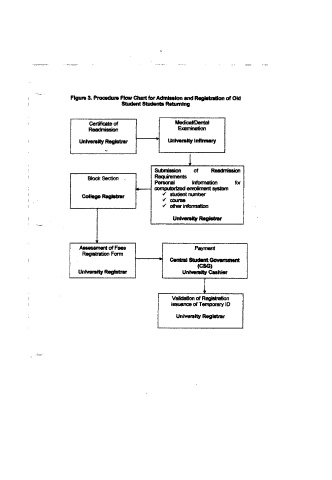 Figure 3. Procedure Flow Chart for Admission and Registration of Old
Student Students Returning
Certificate of
Readmission
University Registrar
Medical/Dental
Examination
University Infirmary
Submission of Readmission
Requirements
Personal information for
computerized enrollment system
✓ student number
✓ course
✓ other information
University Registrar
Block Section
College Registrar
Assessment of Fees
Registration Form
University Registrar
Payment
Central Student Government
(CSG)
University Cashier
Validation of Registration
issuance of Temporary ID
University Registrar